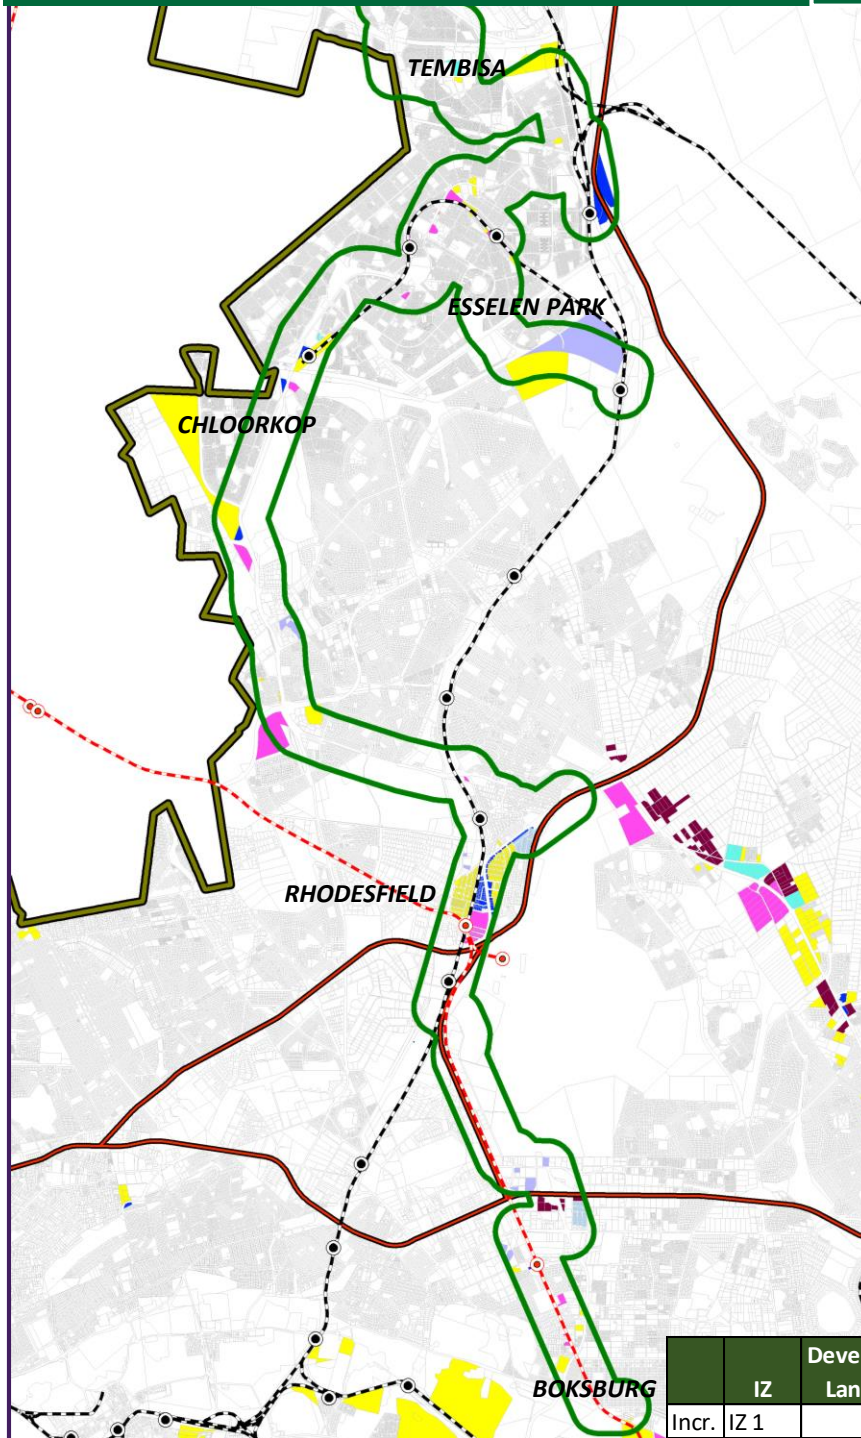 TEMBISA
ESSELEN PARK
CHLOORKOP
RHODESFIELD
BOKSBURG
Deve
IZ Lan
Incr. IZ 1